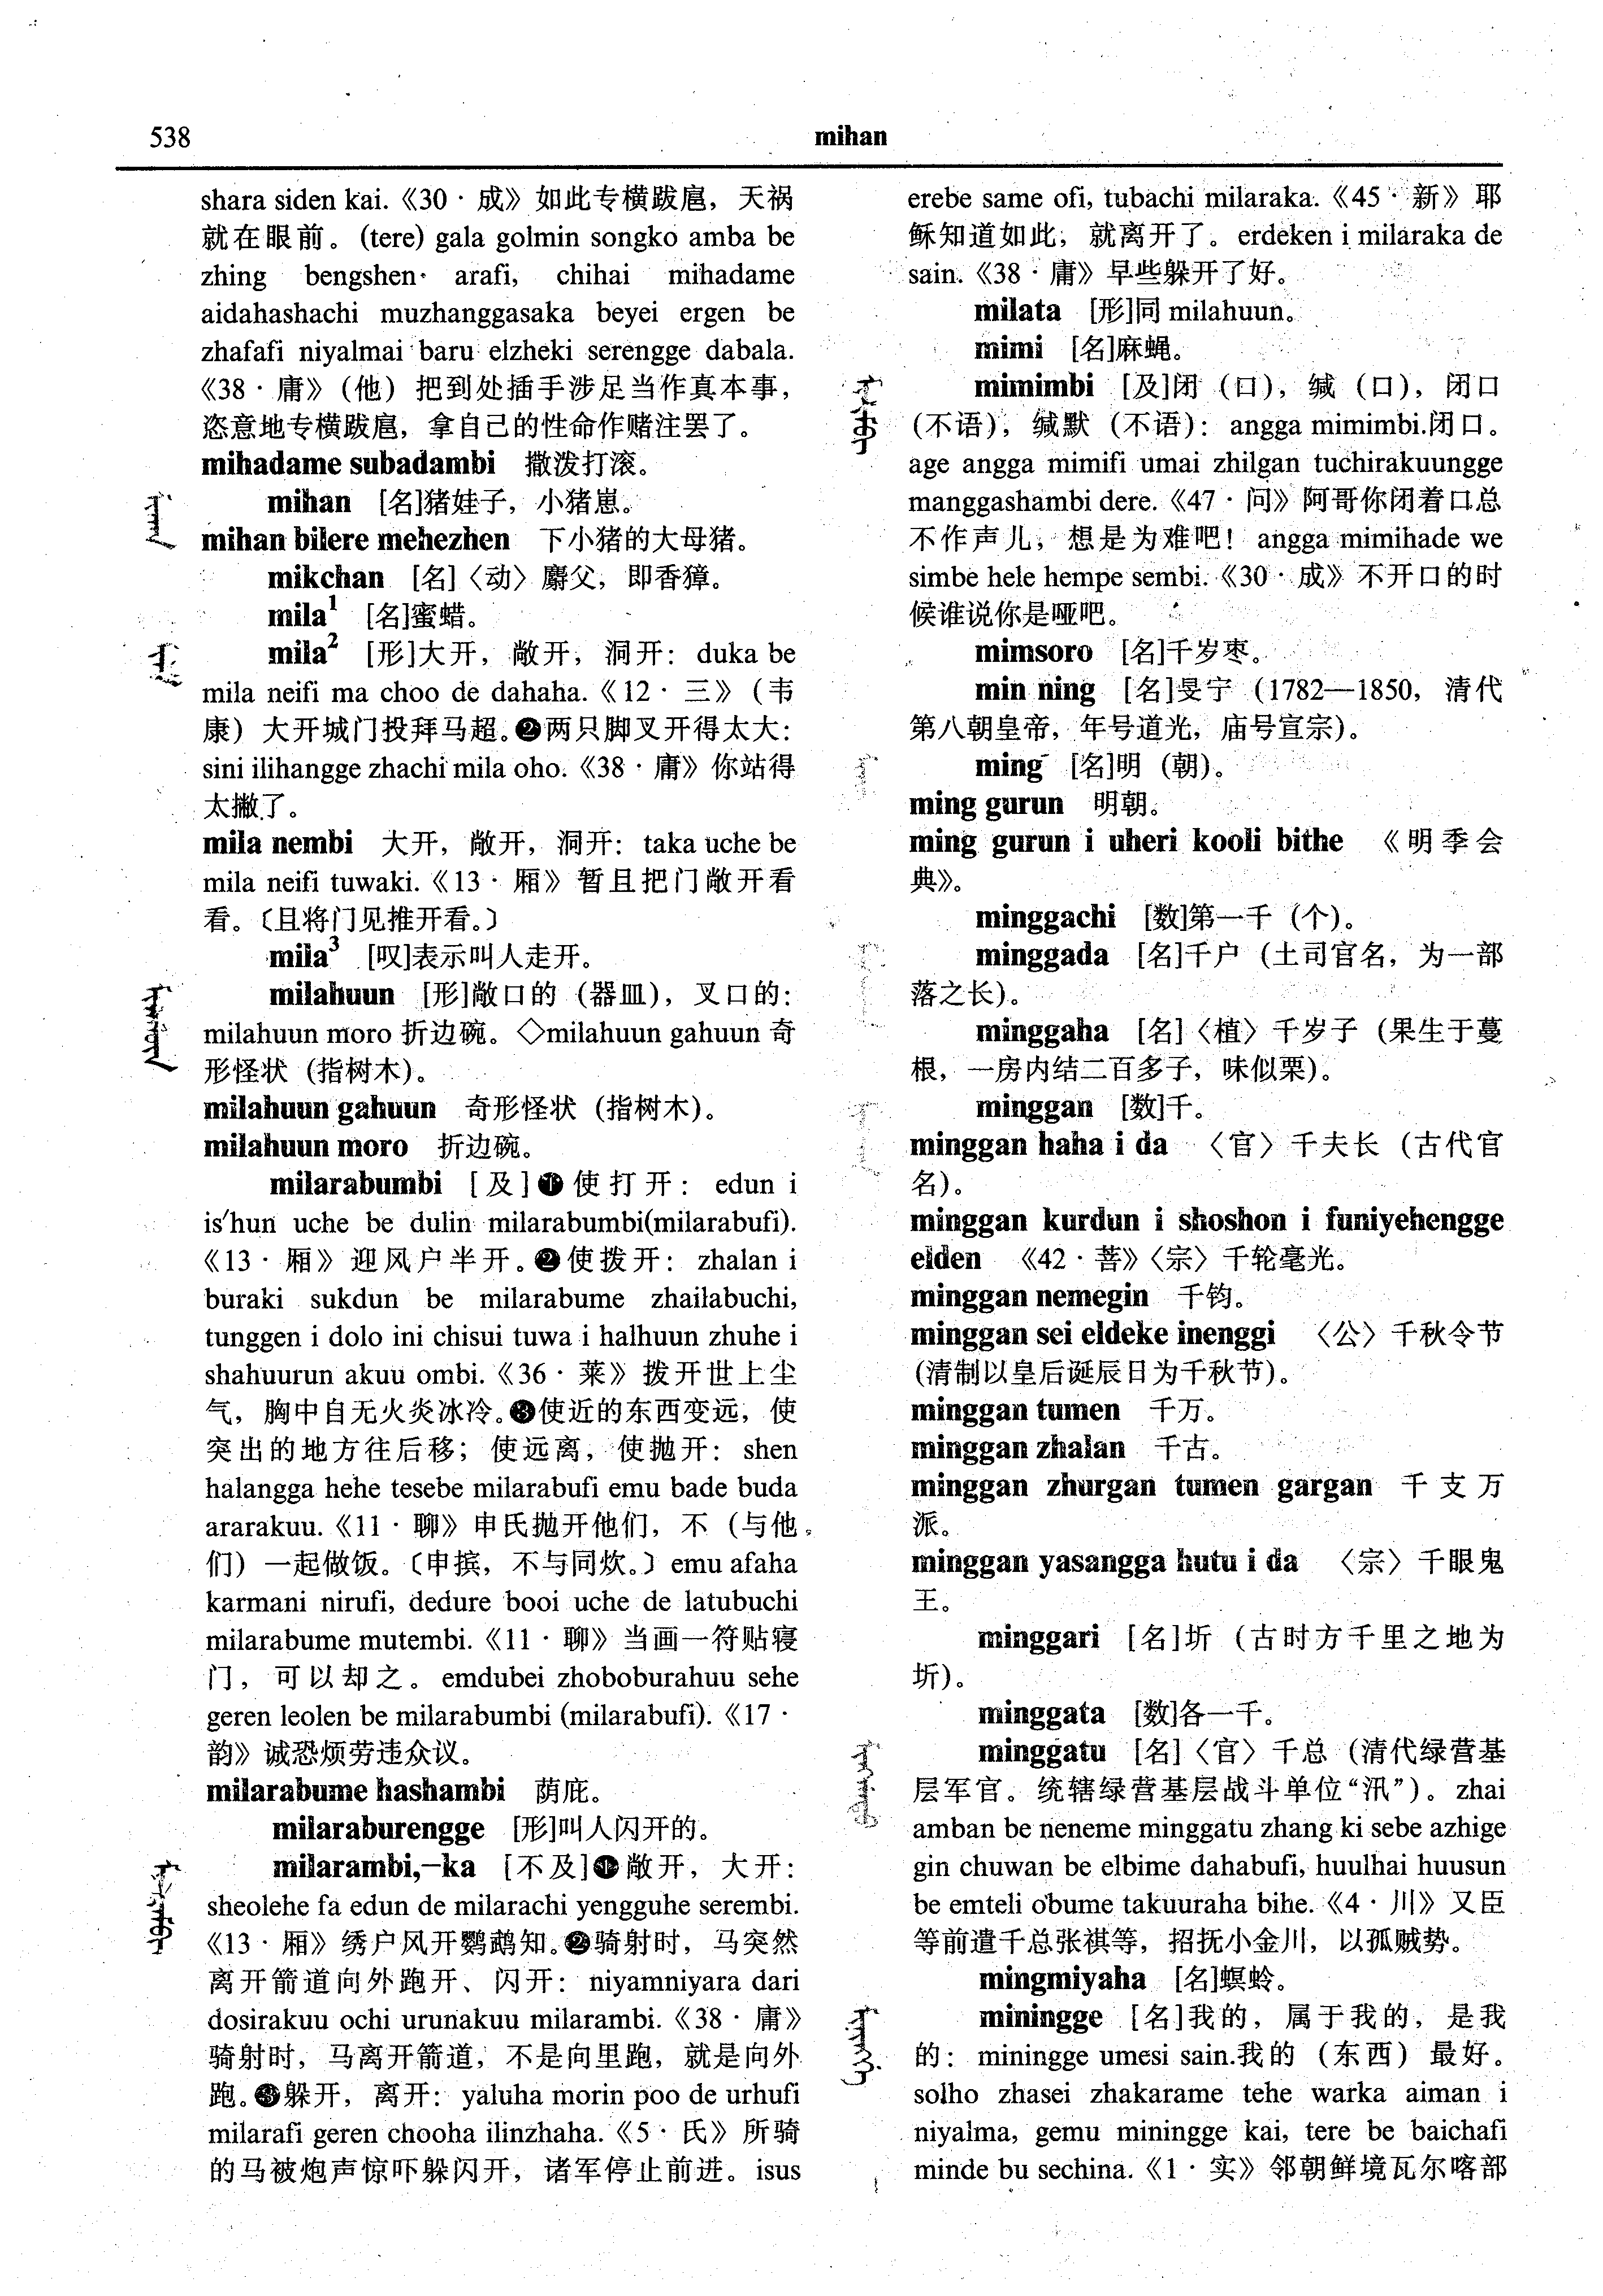 538
mihan
shara siden kai.《30·成》如此专横跋扈，天祸
就在眼前。(tere) gala golmin songko amba be
zhing bengshen arafi, chihai mihadame
aidahashachi muzhanggasaka beyei ergen be
zhafafi niyalmai baru elzheki serengge dabala.
《38·庸》（他）把到处插手涉足当作真本事，
恣意地专横跋扈，拿自己的性命作赌注罢了。
mihadame subadambi 撒泼打滚。
mihan [名]猪娃子，小猪崽。
mihan bilere mehezhen 下小猪的大母猪。
mikchan [名]〈动〉麝父，即香獐。
mila¹ [名]蜜蜡。
mila² [形]大开，敞开，洞开：duka be
mila neifi ma choo de dahaha.《12·三》（韦
康）大开城门投拜马超。❷两只脚叉开得太大：
sini ilihangge zhachi mila oho.《38·庸》你站得
太撇了。
mila nembi 大开，敞开，洞开：taka uche be
mila neifi tuwaki.《13·厢》暂且把门敞开看
看。〔且将门见推开看。〕
mila³ [叹]表示叫人走开。
milahuun [形]敞口的（器皿），叉口的：
milahuun moro 折边碗。◇milahuun gahuun 奇
形怪状（指树木）。
milahuun gahuun 奇形怪状（指树木）。
milahuun moro 折边碗。
milarabumbi [及]❶使打开：edun i
is'hun uche be dulin milarabumbi(milarabufi).
《13·厢》迎风户半开。❷使拨开：zhalan i
buraki sukdun be milarabume zhailabuchi,
tunggen i dolo ini chisui tuwa i halhuun zhuhe i
shahuurun akuu ombi.《36·菜》拨开世上尘
气，胸中自无火炎冰冷。❸使近的东西变远，使
突出的地方往后移；使远离，使抛开：shen
halangga hehe tesebe milarabufi emu bade buda
ararakuu.《11·聊》申氏抛开他们，不（与他
们）一起做饭。〔申摈，不与同炊。〕emu afaha
karmani nirufi, dedure booi uche de latubuchi
milarabume mutembi.《11·聊》当画一符贴寝
门，可以却之。emdubei zhoboburahuu sehe
geren leolen be milarabumbi (milarabufi).《17·
韵》诚恐烦劳违众议。
milarabume hashambi 荫庇。
milaraburengge [形]叫人闪开的。
milarambi,-ka [不及]❶敞开，大开：
sheolehe fa edun de milarachi yengguhe serembi.
《13·厢》绣户风开鹦鹉知。❷骑射时，马突然
离开箭道向外跑开、闪开：niyamniyara dari
dosirakuu ochi urunakuu milarambi.《38·庸》
骑射时，马离开箭道，不是向里跑，就是向外
跑。❸躲开，离开：yaluha morin poo de urhufi
milarafi geren chooha ilinzhaha.《5·氏》所骑
的马被炮声惊吓躲闪开，诸军停止前进。isus
erebe same ofi, tubachi milaraka.《45·新》耶
稣知道如此，就离开了。erdeken i milaraka de
sain.《38·庸》早些躲开了好。
milata [形]同 milahuun。
mimi [名]麻蝇。
mimimbi [及]闭（口），缄（口），闭口
（不语），缄默（不语）：angga mimimbi.闭口。
age angga mimifi umai zhilgan tuchirakuungge
manggashambi dere.《47·问》阿哥你闭着口总
不作声儿，想是为难吧！angga mimihade we
simbe hele hempe sembi.《30·成》不开口的时
候谁说你是哑吧。
mimsoro [名]千岁枣。
min ning [名]旻宁（1782—1850，清代
第八朝皇帝，年号道光，庙号宣宗）。
ming [名]明（朝）。
ming gurun 明朝。
ming gurun i uheri kooli bithe 《明季会
典》。
minggachi [数]第一千（个）。
minggada [名]千户（土司官名，为一部
落之长）。
minggaha [名]〈植〉千岁子（果生于蔓
根，一房内结二百多子，味似栗）。
minggan [数]千。
minggan haha i da 〈官〉千夫长（古代官
名）。
minggan kurdun i shoshon i funiyehengge
elden 《42·菩》〈宗〉千轮毫光。
minggan nemegin 千钧。
minggan sei eldeke inenggi 〈公〉千秋令节
（清制以皇后诞辰日为千秋节）。
minggan tumen 千万。
minggan zhalan 千古。
minggan zhurgan tumen gargan 千支万
派。
minggan yasangga hutu i da 〈宗〉千眼鬼
王。
minggari [名]圻（古时方千里之地为
圻）。
minggata [数]各一千。
minggatu [名]〈官〉千总（清代绿营基
层军官。统辖绿营基层战斗单位“汛”）。zhai
amban be neneme minggatu zhang ki sebe azhige
gin chuwan be elbime dahabufi, huulhai huusun
be emteli obume takuuraha bihe.《4·川》又臣
等前遣千总张祺等，招抚小金川，以孤贼势。
mingmiyaha [名]螟蛉。
miningge [名]我的，属于我的，是我
的：miningge umesi sain.我的（东西）最好。
solho zhasei zhakarame tehe warka aiman i
niyalma, gemu miningge kai, tere be baichafi
minde bu sechina.《1·实》邻朝鲜境瓦尔喀部